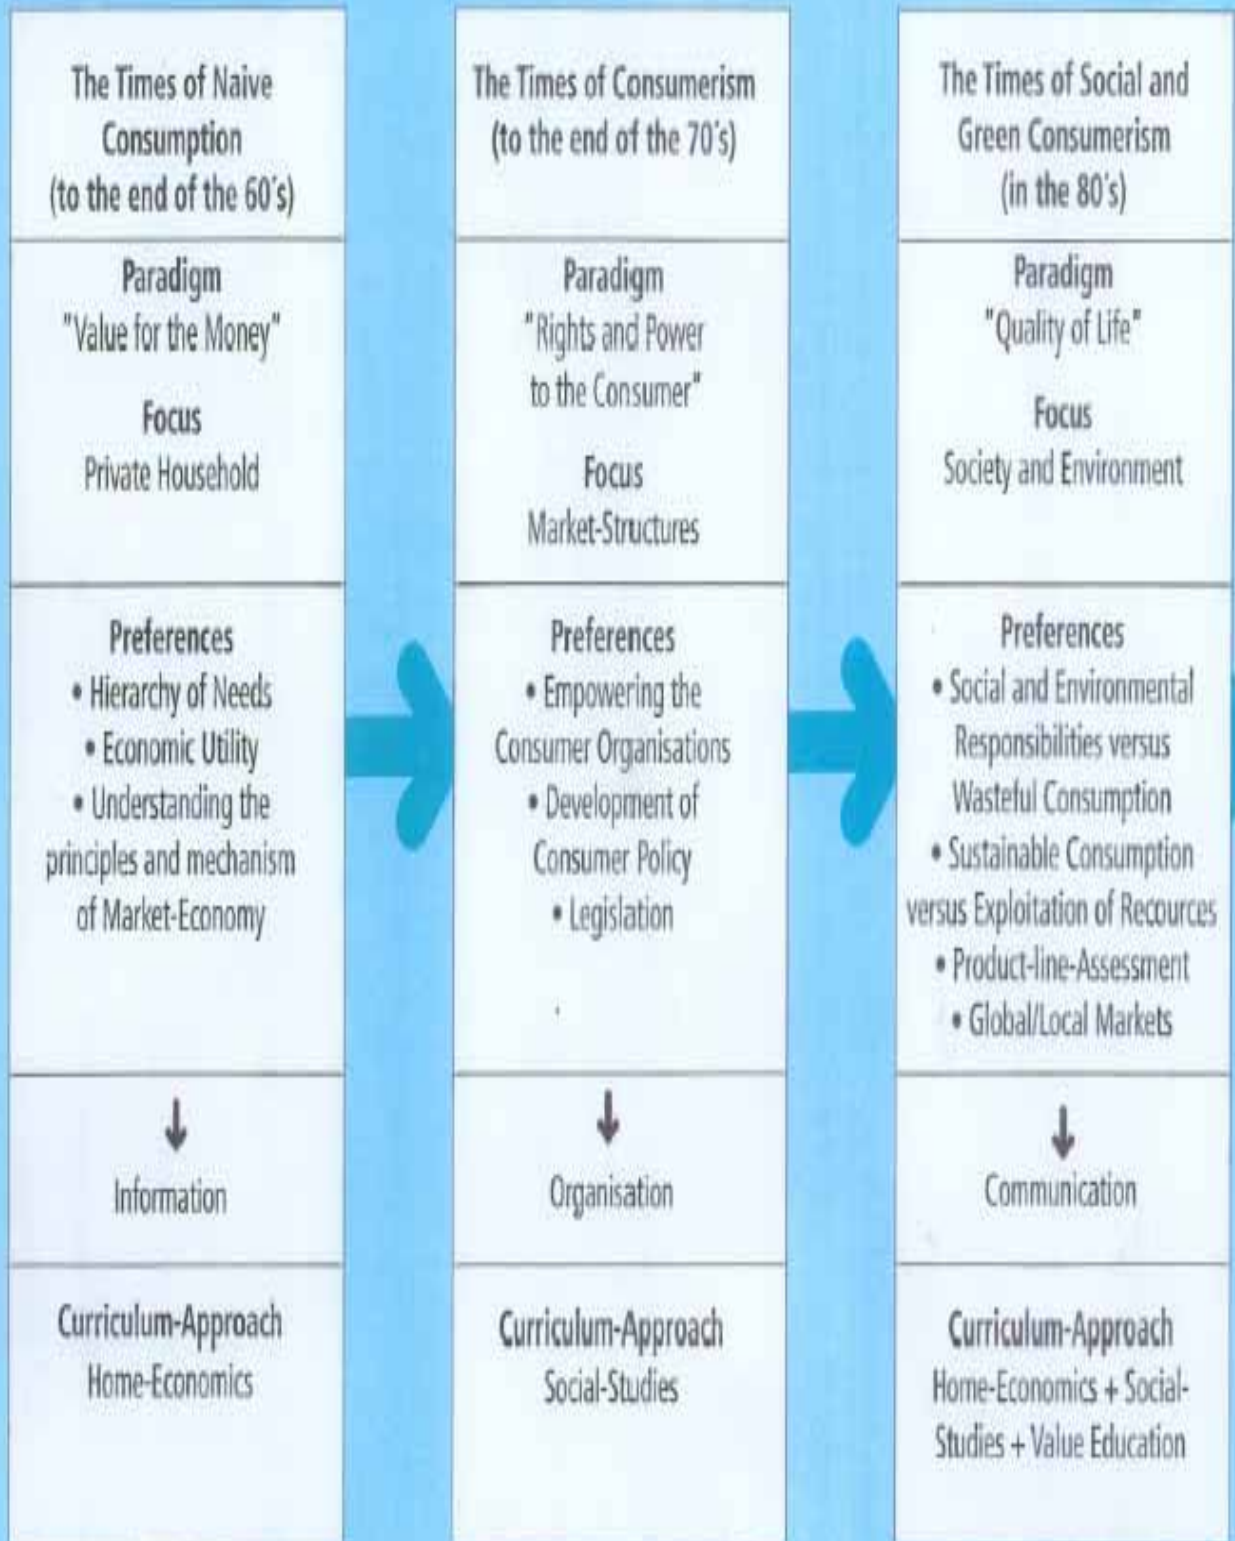 The Times of Naive
Consumption
(to the end of the 60´s)
Paradigm
"Value for the Money"
Focus
Private Household
Preferences
• Hierarchy of Needs
• Economic Utility
• Understanding the
principles and mechanism
of Market-Economy
Information
Curriculum-Approach
Home-Economics
The Times of Consumerism
(to the end of the 70´s)
Paradigm
"Rights and Power
to the Consumer"
Focus
Market-Structures
Preferences
• Empowering the
Consumer Organisations
• Development of
Consumer Policy
• Legislation
Organisation
Curriculum-Approach
Social-Studies
The Times of Social and
Green Consumerism
(in the 80´s)
Paradigm
"Quality of Life"
Focus
Society and Environment
Preferences
• Social and Environmental
Responsibilities versus
Wasteful Consumption
• Sustainable Consumption
versus Exploitation of Recources
• Product-line-Assessment
• Global/Local Markets
Communication
Curriculum-Approach
Home-Economics + Social-
Studies + Value Education